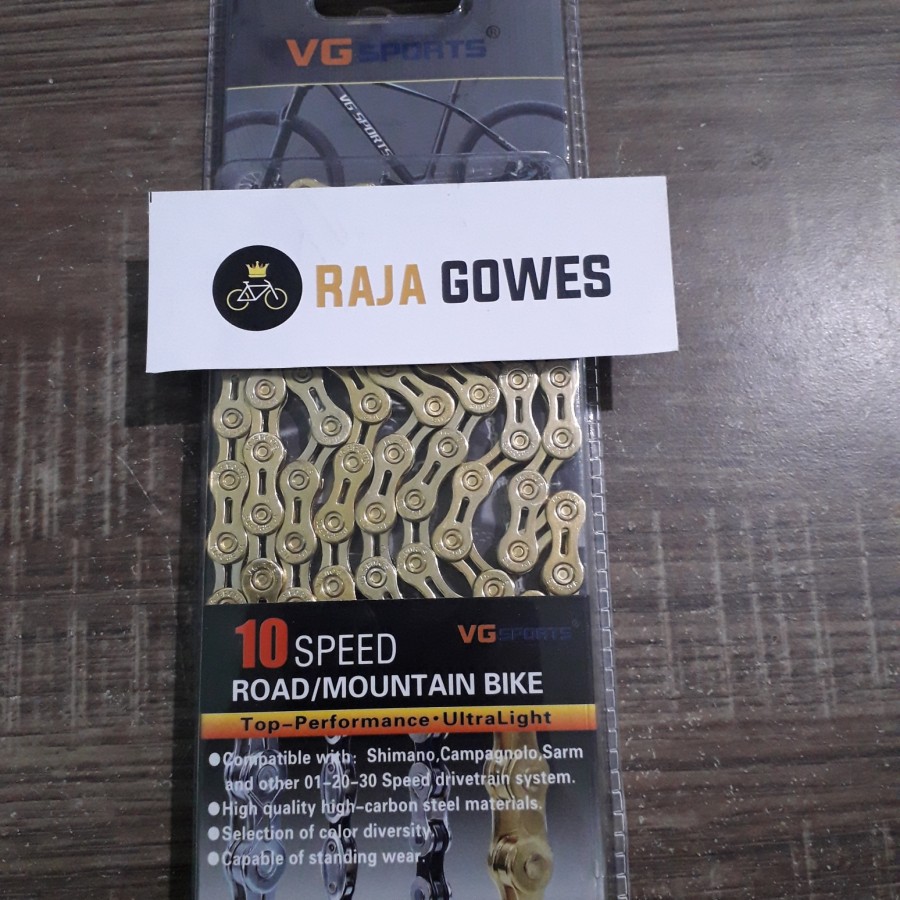 VG SPORTS®
VG SPORTS
RAJA GOWES
10 SPEED
VG SPORTS®
ROAD/MOUNTAIN BIKE
Top-Performance•UltraLight
●Compatible with: Shimano,Campagnolo,Sarm
and other 01-20-30 Speed drivetrain system.
●High quality high-carbon steel materials.
●Selection of color diversity.
●Capable of standing wear.